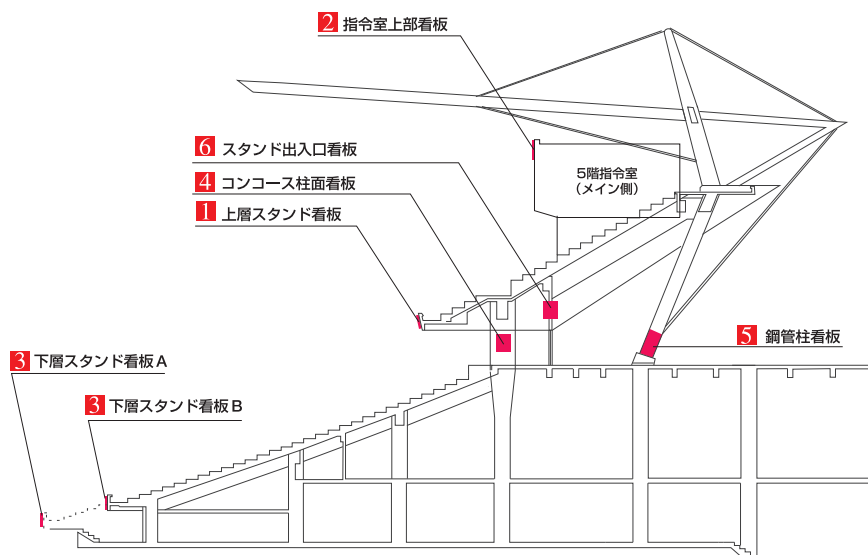 2 指令室上部看板
6 スタンド出入口看板
5階指令室
(メイン側)
4 コンコース柱面看板
1 上層スタンド看板
5 鋼管柱看板
3 下層スタンド看板A
3 下層スタンド看板B